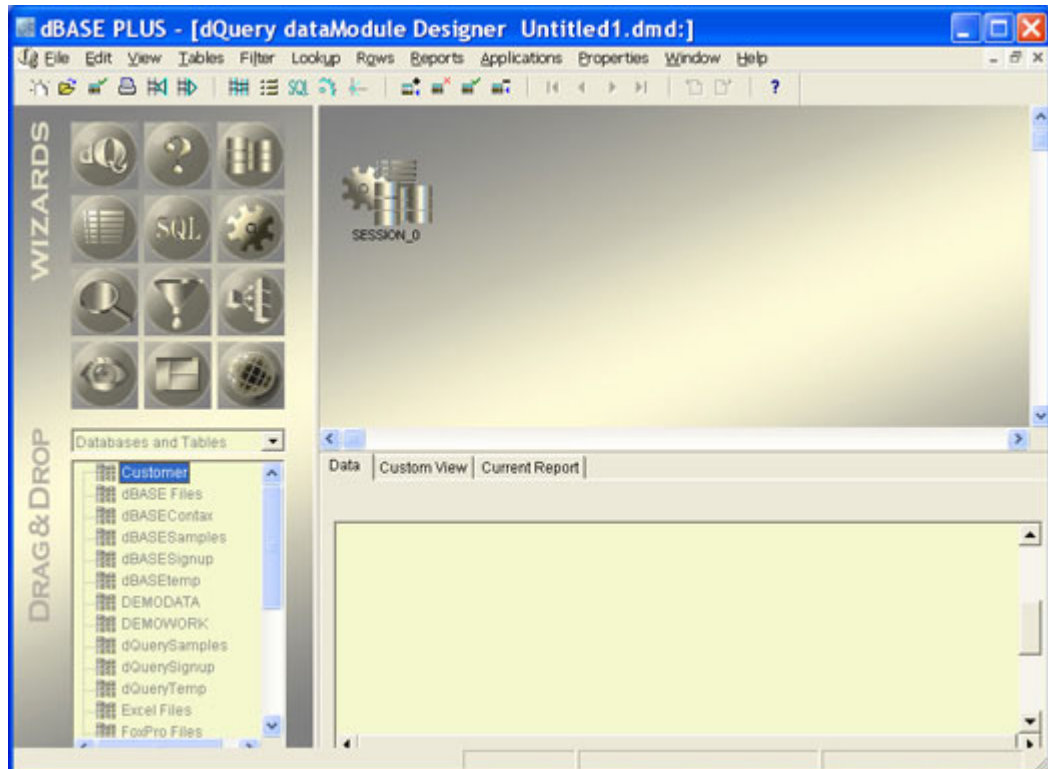 dBASE PLUS - [dQuery dataModule Designer Untitled1.dmd:]
File Edit View Tables Filter Lookup Rows Reports Applications Properties Window Help
SQL ?
WIZARDS
dQ ?
SQL
SESSION_0
DRAG & DROP
Databases and Tables
Customer
dBASE Files
dBASEContax
dBASESamples
dBASESignup
dBASEtemp
DEMODATA
DEMOWORK
dQuerySamples
dQuerySignup
dQueryTemp
Excel Files
FoxPro Files
Data Custom View Current Report